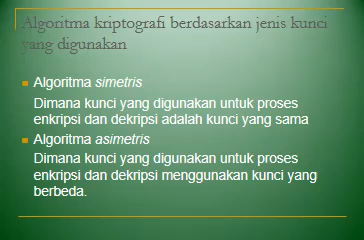 Algoritma kriptografi berdasarkan jenis kunci
yang digunakan
Algoritma simetris
Dimana kunci yang digunakan untuk proses
enkripsi dan dekripsi adalah kunci yang sama
Algoritma asimetris
Dimana kunci yang digunakan untuk proses
enkripsi dan dekripsi menggunakan kunci yang
berbeda.